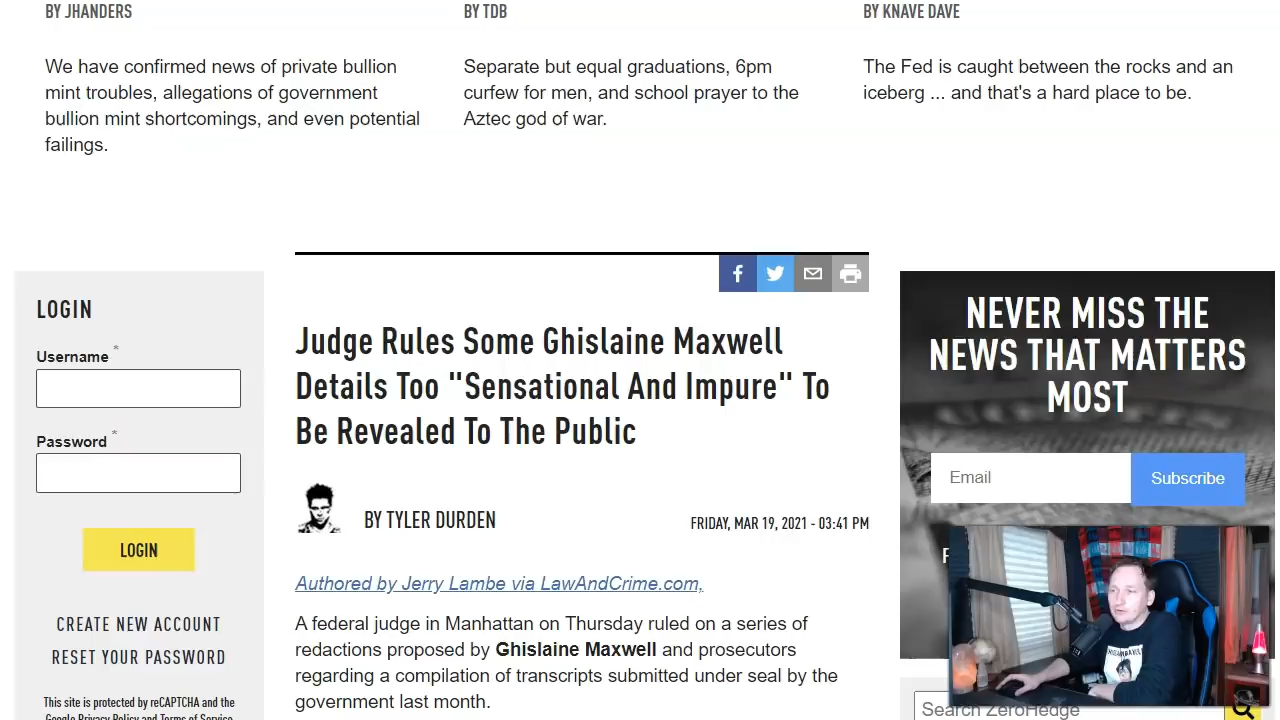 BY JHANDERS
We have confirmed news of private bullion
mint troubles, allegations of government
bullion mint shortcomings, and even potential
failings.
BY TDB
Separate but equal graduations, 6pm
curfew for men, and school prayer to the
Aztec god of war.
BY KNAVE DAVE
The Fed is caught between the rocks and an
iceberg ... and that's a hard place to be.
LOGIN
Username *
Password *
LOGIN
CREATE NEW ACCOUNT
RESET YOUR PASSWORD
This site is protected by reCAPTCHA and the
Google Privacy Policy and Terms of Service
Judge Rules Some Ghislaine Maxwell
Details Too "Sensational And Impure" To
Be Revealed To The Public
BY TYLER DURDEN
FRIDAY, MAR 19, 2021 - 03:41 PM
Authored by Jerry Lambe via LawAndCrime.com,
A federal judge in Manhattan on Thursday ruled on a series of
redactions proposed by Ghislaine Maxwell and prosecutors
regarding a compilation of transcripts submitted under seal by the
government last month.
NEVER MISS THE
NEWS THAT MATTERS
MOST
Email
Subscribe
Search ZeroHedge